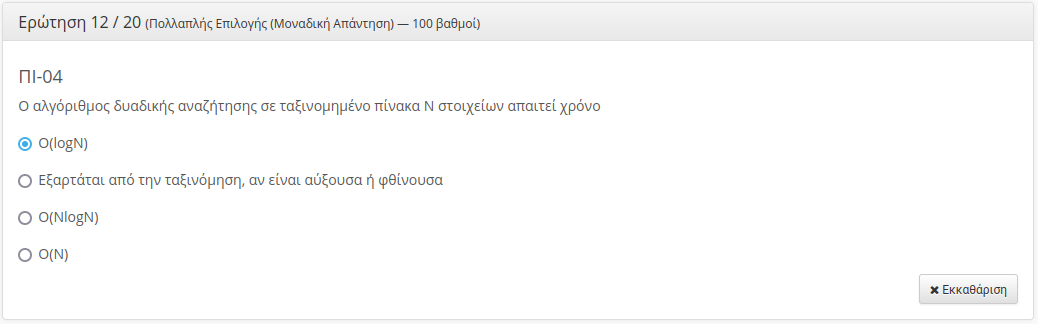 Ερώτηση 12 / 20 (Πολλαπλής Επιλογής (Μοναδική Απάντηση) — 100 βαθμοί)
ΠΙ-04
Ο αλγόριθμος δυαδικής αναζήτησης σε ταξινομημένο πίνακα Ν στοιχείων απαιτεί χρόνο
O(logN)
Εξαρτάται από την ταξινόμηση, αν είναι αύξουσα ή φθίνουσα
O(NlogN)
O(N)
✖ Εκκαθάριση